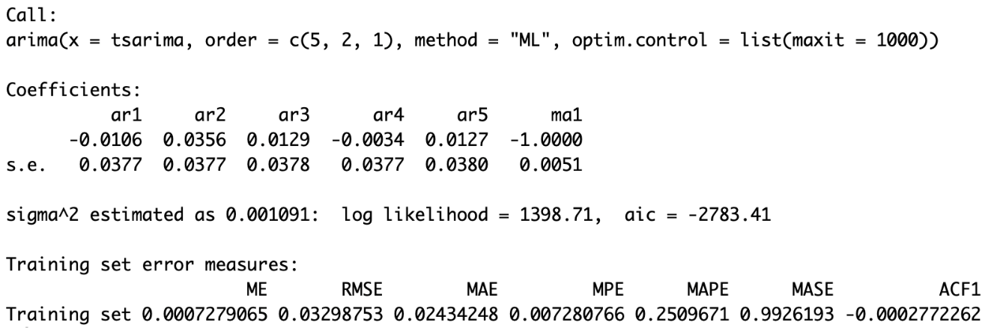 Call:
arima(x = tsarima, order = c(5, 2, 1), method = "ML", optim.control = list(maxit = 1000))
Coefficients:
ar1 ar2 ar3 ar4 ar5 ma1
-0.0106 0.0356 0.0129 -0.0034 0.0127 -1.0000
s.e. 0.0377 0.0377 0.0378 0.0377 0.0380 0.0051
sigma^2 estimated as 0.001091: log likelihood = 1398.71, aic = -2783.41
Training set error measures:
ME RMSE MAE MPE MAPE MASE ACF1
Training set 0.0007279065 0.03298753 0.02434248 0.007280766 0.2509671 0.9926193 -0.0002772262